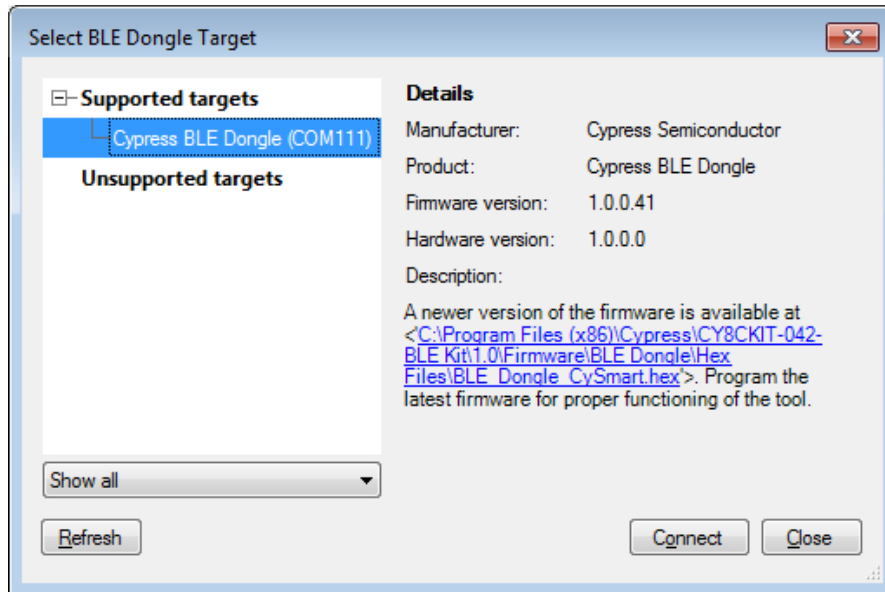 Select BLE Dongle Target
Supported targets
Cypress BLE Dongle (COM111)
Unsupported targets
Show all
Refresh
Details
Manufacturer: Cypress Semiconductor
Product: Cypress BLE Dongle
Firmware version: 1.0.0.41
Hardware version: 1.0.0.0
Description:
A newer version of the firmware is available at
<'C:\Program Files (x86)\Cypress\CY8CKIT-042-
BLE Kit\1.0\Firmware\BLE Dongle\Hex
Files\BLE_Dongle_CySmart.hex'>. Program the
latest firmware for proper functioning of the tool.
Connect
Close